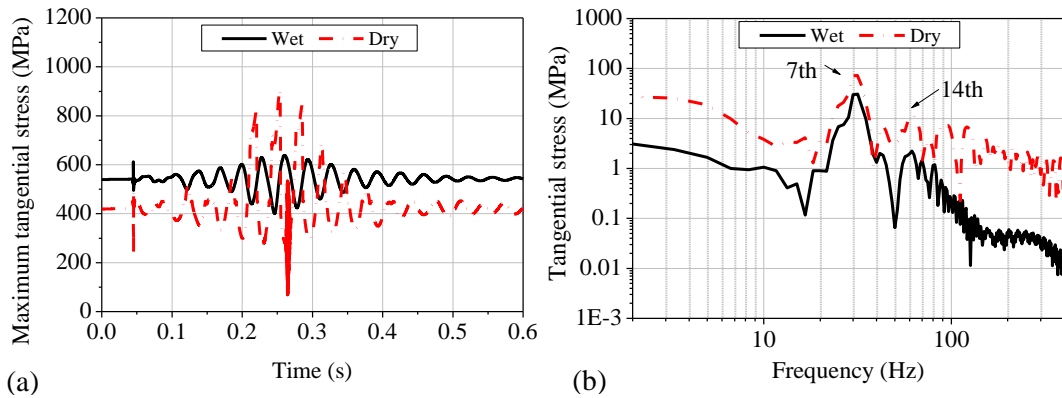 Maximum tangential stress (MPa)
1200
1000
800
600
400
200
0
Wet
Dry
0.0
0.1
0.2
0.3
0.4
0.5
0.6
Time (s)
(a)
Tangential stress (MPa)
1000
100
10
1
0.1
0.01
1E-3
Wet
Dry
7th
14th
10
100
Frequency (Hz)
(b)